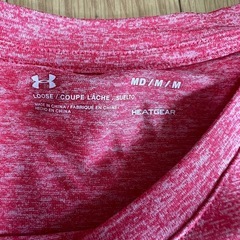 MD / M / M
LOOSE / COUPE LÂCHE / SUELTO
MADE IN CHINA / FABRIQUÉ EN CHINE /
HECHO EN CHINA
HEATGEAR